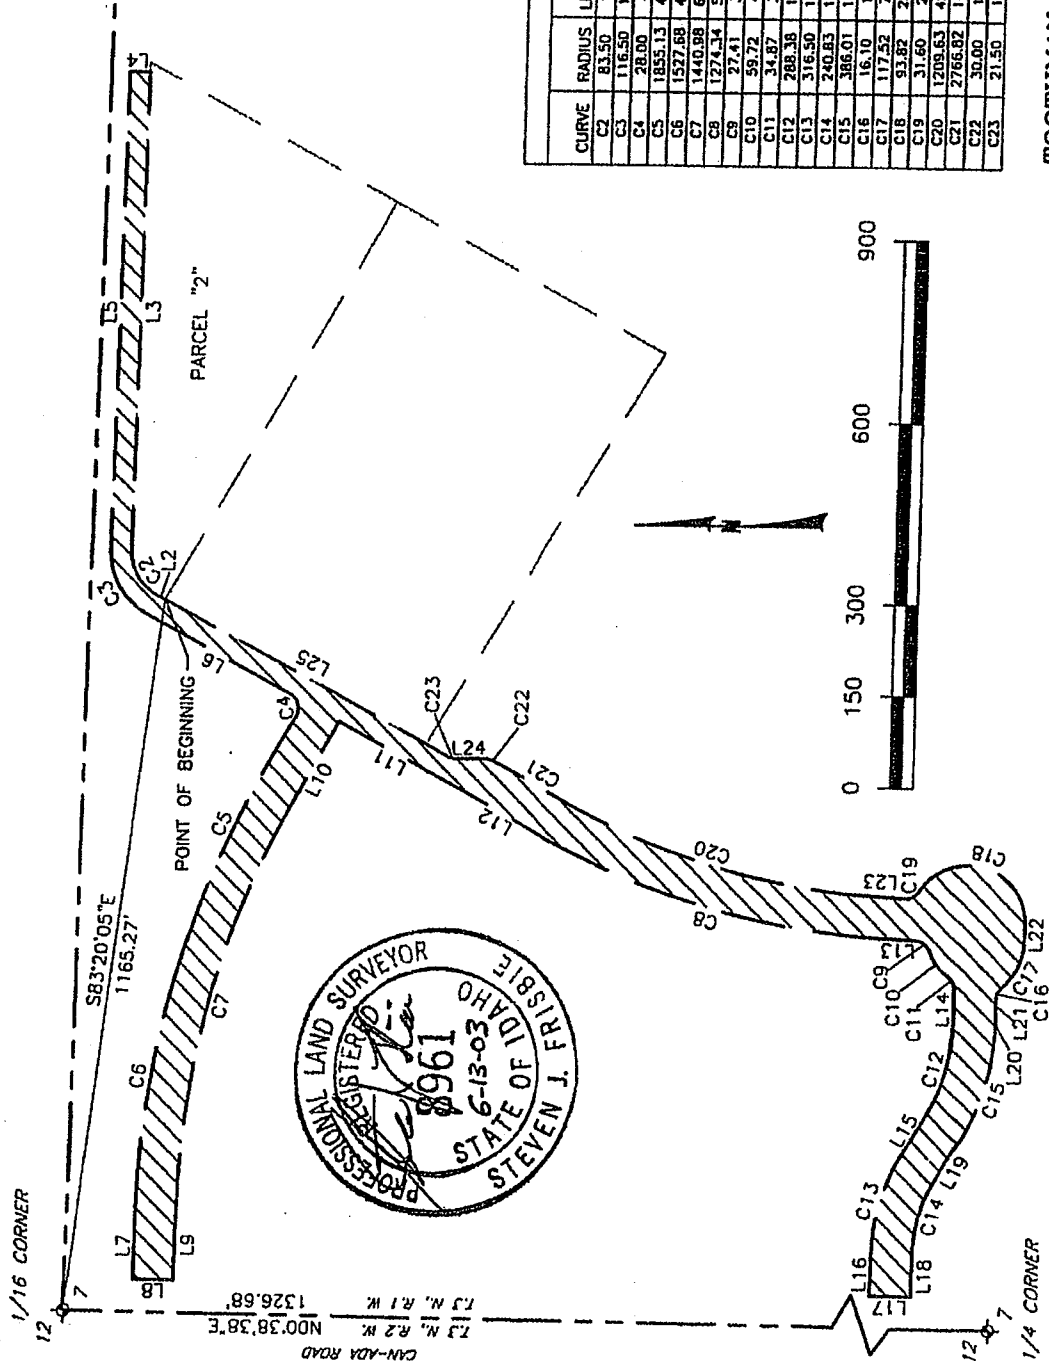 1/16 CORNER
12
7
S83°20'05"E
1165.27'
CAN-ADA ROAD
N00°38'38"E
1326.68'
T.3 N, R.2 W.
T.3 N, R.1 W.
L7
L8
L9
C6
C7
C5
POINT OF BEGINNING
L10
C4
L6
C3
C2
L2
L5
L3
L4
PARCEL "2"
L25
L11
L12
C23
L24
C22
C21
C20
C8
L23
C19
C18
L13
C9
C10
C11
L14
C12
L15
C13
L16
L17
L18
C14
L19
C15
L20
L21
C16
C17
L22
12
7
1/4 CORNER
PROFESSIONAL LAND SURVEYOR
REGISTERED
8961
6-13-03
STATE OF IDAHO
STEVEN J. FRISBIE
N
0 150 300 600 900
CURVE RADIUS
C2 83.50
C3 116.50
C4 28.00
C5 1855.13
C6 1527.68
C7 1440.98
C8 1274.34
C9 27.41
C10 59.72
C11 34.87
C12 288.38
C13 316.50
C14 240.83
C15 386.01
C16 16.10
C17 117.52
C18 93.82
C19 31.60
C20 1209.63
C21 2766.82
C22 30.00
C23 21.50